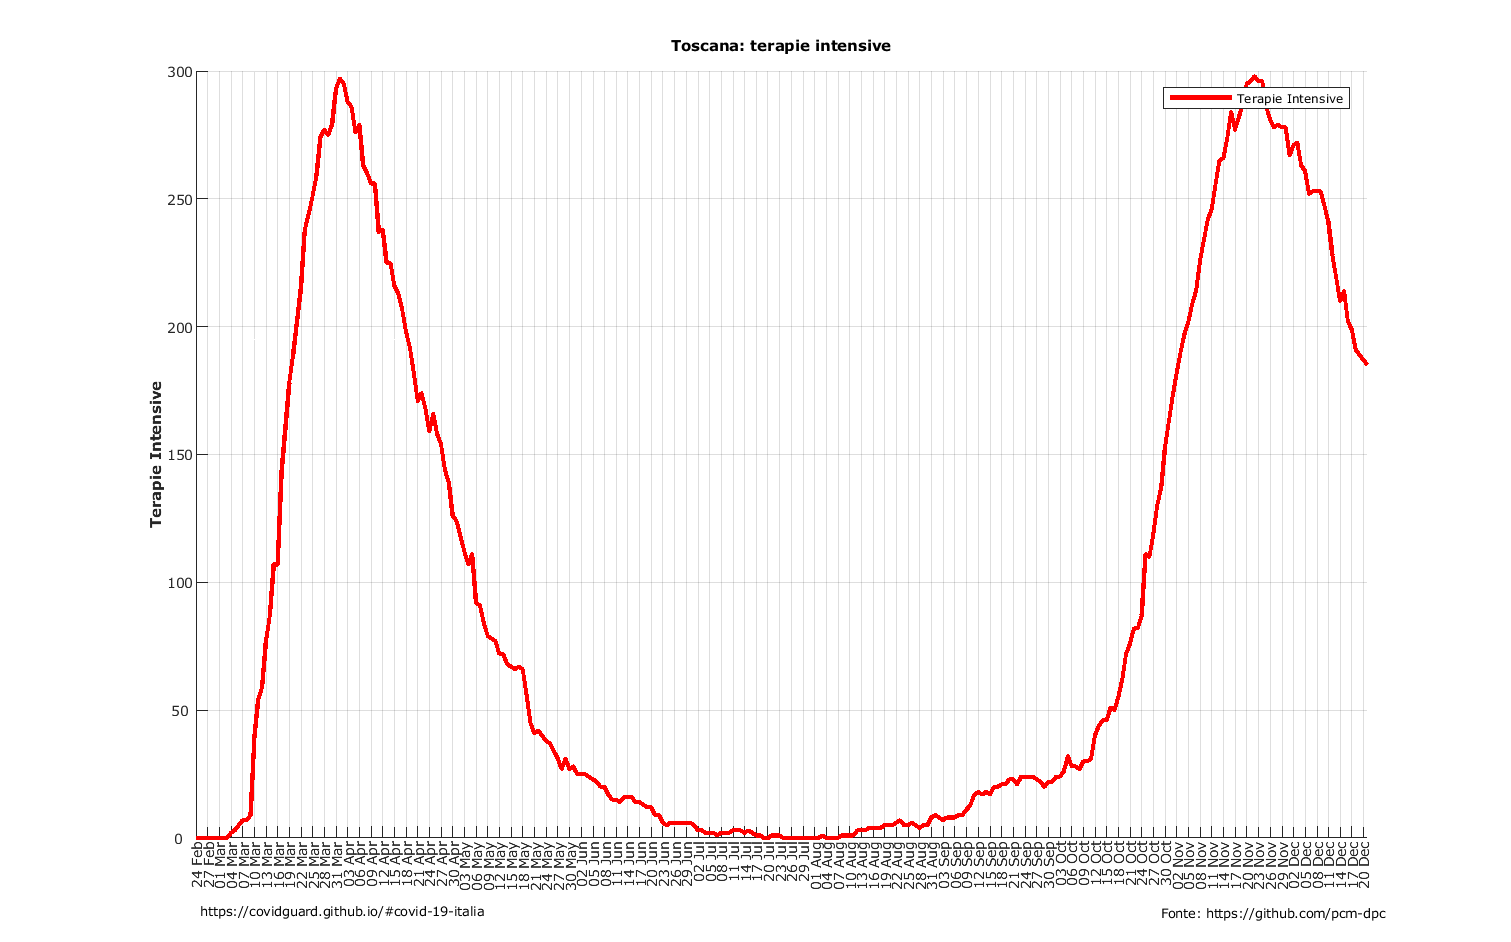 Toscana: terapie intensive
300
250
200
150
100
50
0
Terapie Intensive
Terapie Intensive
24 Feb
27 Feb
01 Mar
04 Mar
07 Mar
10 Mar
13 Mar
16 Mar
19 Mar
22 Mar
25 Mar
28 Mar
31 Mar
03 Apr
06 Apr
09 Apr
12 Apr
15 Apr
18 Apr
21 Apr
24 Apr
27 Apr
30 Apr
03 May
06 May
09 May
12 May
15 May
18 May
21 May
24 May
27 May
30 May
02 Jun
05 Jun
08 Jun
11 Jun
14 Jun
17 Jun
20 Jun
23 Jun
26 Jun
29 Jun
02 Jul
05 Jul
08 Jul
11 Jul
14 Jul
17 Jul
20 Jul
23 Jul
26 Jul
29 Jul
01 Aug
04 Aug
07 Aug
10 Aug
13 Aug
16 Aug
19 Aug
22 Aug
25 Aug
28 Aug
31 Aug
03 Sep
06 Sep
09 Sep
12 Sep
15 Sep
18 Sep
21 Sep
24 Sep
27 Sep
30 Sep
03 Oct
06 Oct
09 Oct
12 Oct
15 Oct
18 Oct
21 Oct
24 Oct
27 Oct
30 Oct
02 Nov
05 Nov
08 Nov
11 Nov
14 Nov
17 Nov
20 Nov
23 Nov
26 Nov
29 Nov
02 Dec
05 Dec
08 Dec
11 Dec
14 Dec
17 Dec
20 Dec
https://covidguard.github.io/#covid-19-italia
Fonte: https://github.com/pcm-dpc